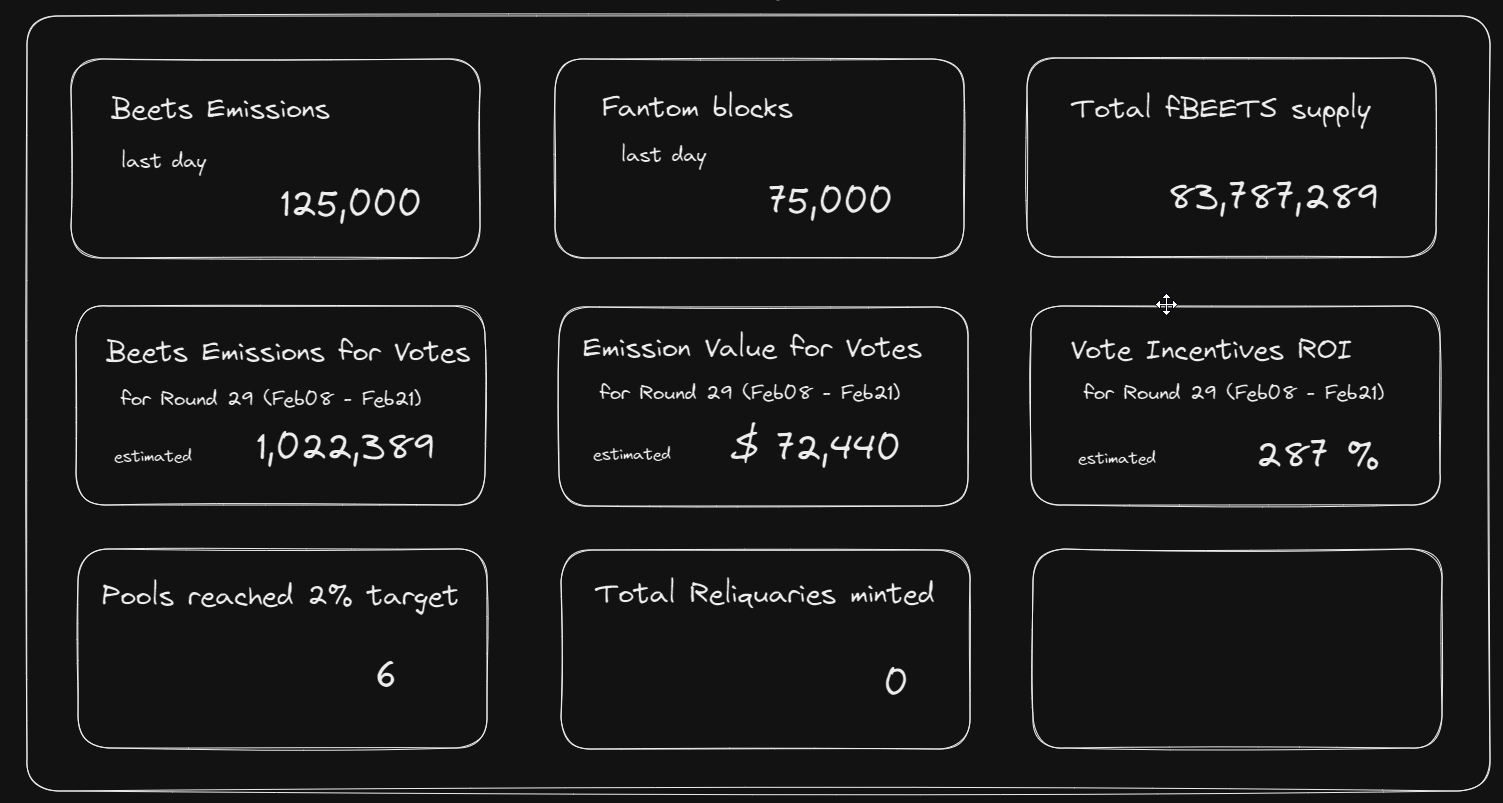 Beets Emissions
last day
125,000
Fantom blocks
last day
75,000
Total fBEETS supply
83,787,289
Beets Emissions for Votes
for Round 29 (Feb08 - Feb21)
estimated 1,022,389
Emission Value for Votes
for Round 29 (Feb08 - Feb21)
estimated $ 72,440
Vote Incentives ROI
for Round 29 (Feb08 - Feb21)
estimated 287 %
Pools reached 2% target
6
Total Reliquaries minted
0